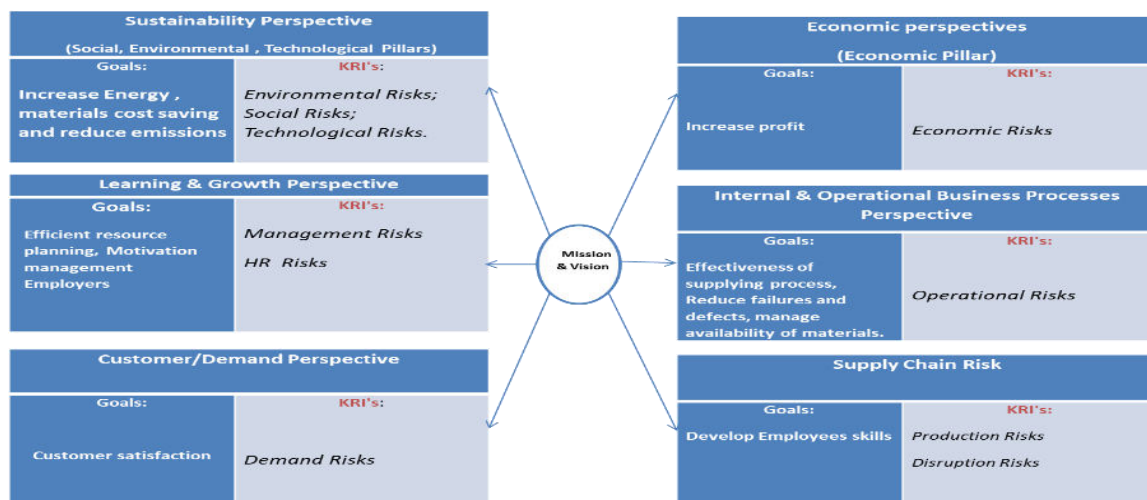 Sustainability Perspective
(Social, Environmental , Technological Pillars)
Goals:
Increase Energy ,
materials cost saving
and reduce emissions
KRI's:
Environmental Risks;
Social Risks;
Technological Risks.
Economic perspectives
(Economic Pillar)
Goals:
Increase profit
KRI's:
Economic Risks
Learning & Growth Perspective
Goals:
Efficient resource
planning, Motivation
management
Employers
KRI's:
Management Risks
HR Risks
Mission
& Vision
Internal & Operational Business Processes
Perspective
Goals:
Effectiveness of
supplying process,
Reduce failures and
defects, manage
availability of materials.
KRI's:
Operational Risks
Customer/Demand Perspective
Goals:
Customer satisfaction
KRI's:
Demand Risks
Supply Chain Risk
Goals:
Develop Employees skills
KRI's:
Production Risks
Disruption Risks